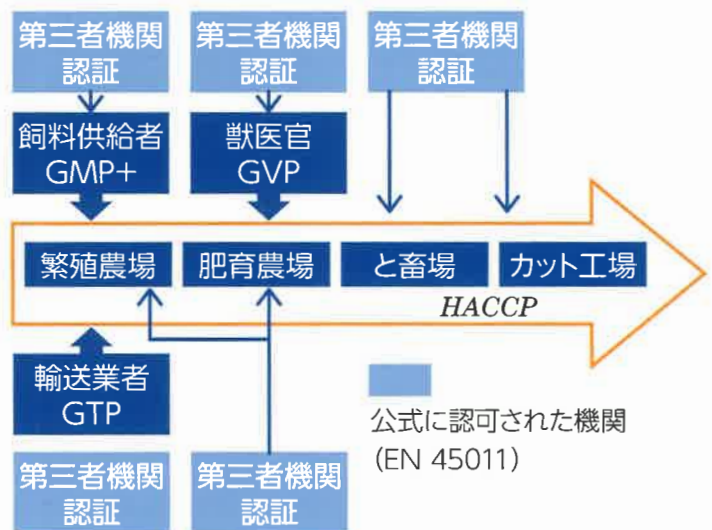 第三者機関
認証
第三者機関
認証
第三者機関
認証
飼料供給者
GMP+
獣医官
GVP
繁殖農場
肥育農場
と畜場
カット工場
HACCP
輸送業者
GTP
公式に認可された機関
(EN 45011)
第三者機関
認証
第三者機関
認証